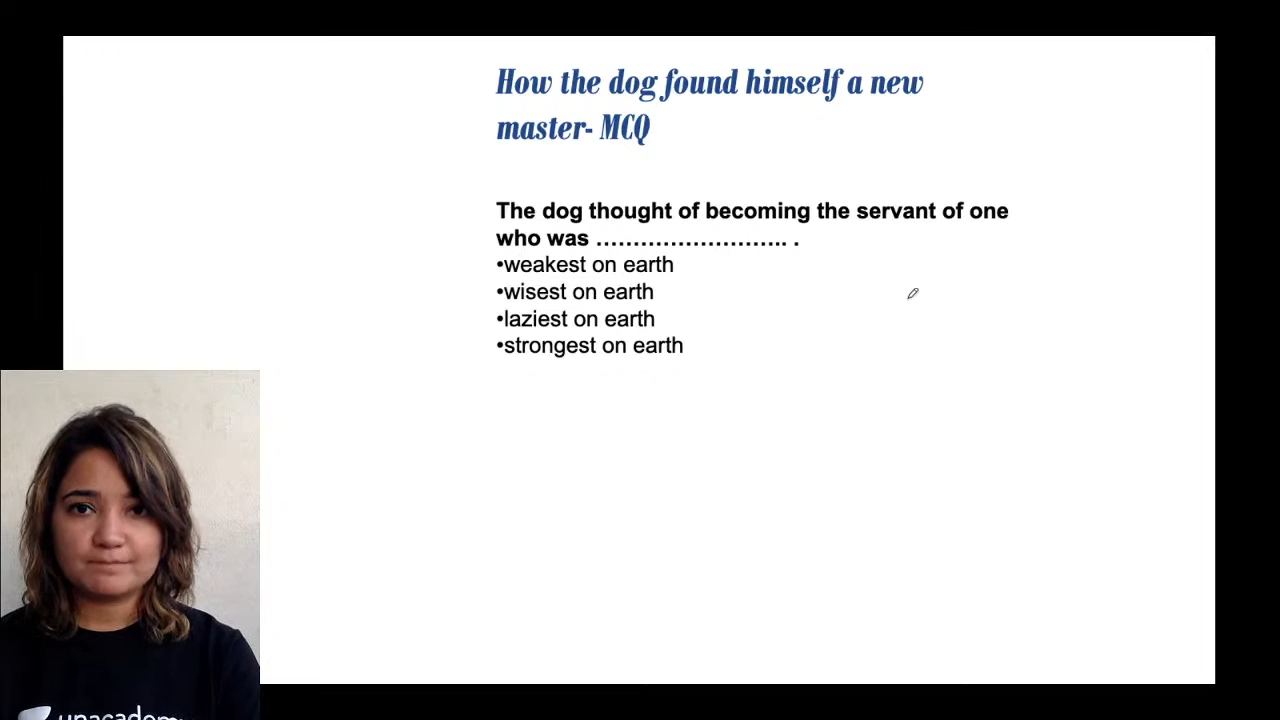 How the dog found himself a new
master- MCQ
The dog thought of becoming the servant of one
who was …………………….. .
•weakest on earth
•wisest on earth
•laziest on earth
•strongest on earth